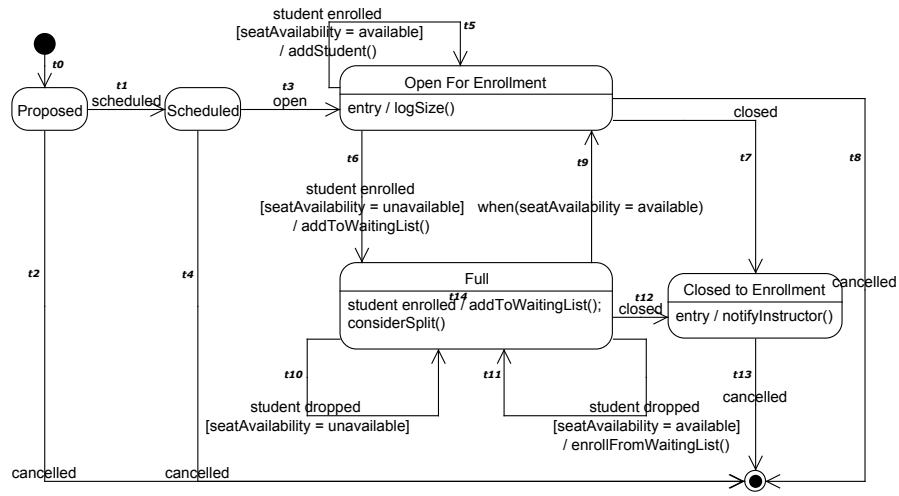 student enrolled
[seatAvailability = available]
/ addStudent()
t5
t0
t1
scheduled
t3
open
Proposed
Scheduled
Open For Enrollment
entry / logSize()
closed
t6
t9
t7
t8
student enrolled
[seatAvailability = unavailable]
/ addToWaitingList()
when(seatAvailability = available)
t2
t4
Full
t14
student enrolled / addToWaitingList();
considerSplit()
t12
closed
Closed to Enrollment
entry / notifyInstructor()
cancelled
t10
t11
t13
student dropped
[seatAvailability = unavailable]
student dropped
[seatAvailability = available]
/ enrollFromWaitingList()
cancelled
cancelled
cancelled